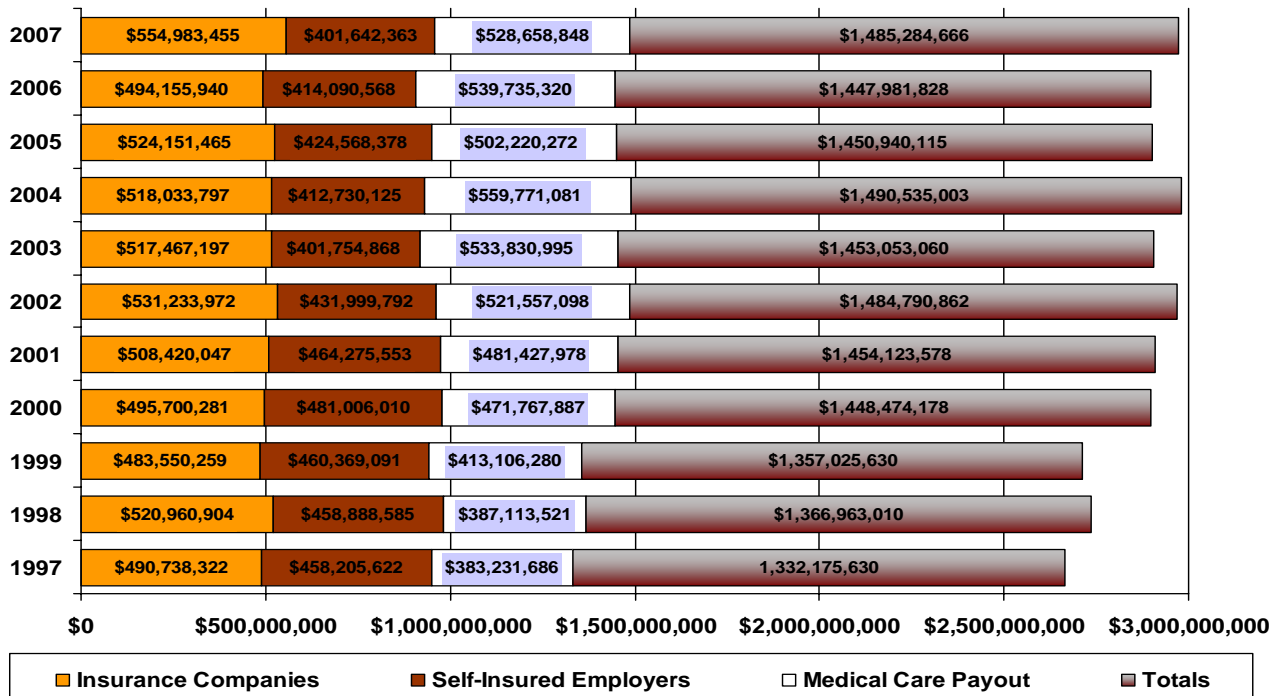 2007 $554,983,455 $401,642,363 $528,658,848 $1,485,284,666
2006 $494,155,940 $414,090,568 $539,735,320 $1,447,981,828
2005 $524,151,465 $424,568,378 $502,220,272 $1,450,940,115
2004 $518,033,797 $412,730,125 $559,771,081 $1,490,535,003
2003 $517,467,197 $401,754,868 $533,830,995 $1,453,053,060
2002 $531,233,972 $431,999,792 $521,557,098 $1,484,790,862
2001 $508,420,047 $464,275,553 $481,427,978 $1,454,123,578
2000 $495,700,281 $481,006,010 $471,767,887 $1,448,474,178
1999 $483,550,259 $460,369,091 $413,106,280 $1,357,025,630
1998 $520,960,904 $458,888,585 $387,113,521 $1,366,963,010
1997 $490,738,322 $458,205,622 $383,231,686 1,332,175,630
$0 $500,000,000 $1,000,000,000 $1,500,000,000 $2,000,000,000 $2,500,000,000 $3,000,000,000
Insurance Companies Self-Insured Employers Medical Care Payout Totals